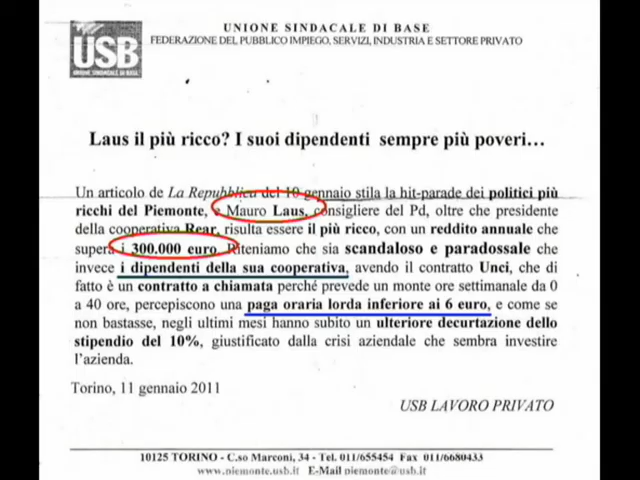 USB
UNIONE SINDACALE DI BASE
UNIONE SINDACALE DI BASE
FEDERAZIONE DEL PUBBLICO IMPIEGO, SERVIZI, INDUSTRIA E SETTORE PRIVATO
Laus il più ricco? I suoi dipendenti sempre più poveri…
Un articolo de La Repubblica del 10 gennaio stila la hit-parade dei politici più
ricchi del Piemonte, e Mauro Laus, consigliere del Pd, oltre che presidente
della cooperativa Rear, risulta essere il più ricco, con un reddito annuale che
supera i 300.000 euro. Riteniamo che sia scandaloso e paradossale che
invece i dipendenti della sua cooperativa, avendo il contratto Unci, che di
fatto è un contratto a chiamata perché prevede un monte ore settimanale da 0
a 40 ore, percepiscono una paga oraria lorda inferiore ai 6 euro, e come se
non bastasse, negli ultimi mesi hanno subito un ulteriore decurtazione dello
stipendio del 10%, giustificato dalla crisi aziendale che sembra investire
l'azienda.
Torino, 11 gennaio 2011
USB LAVORO PRIVATO
10125 TORINO - C.so Marconi, 34 - Tel. 011/655454 Fax 011/6680433
www.piemonte.usb.it E-Mail piemonte@usb.it